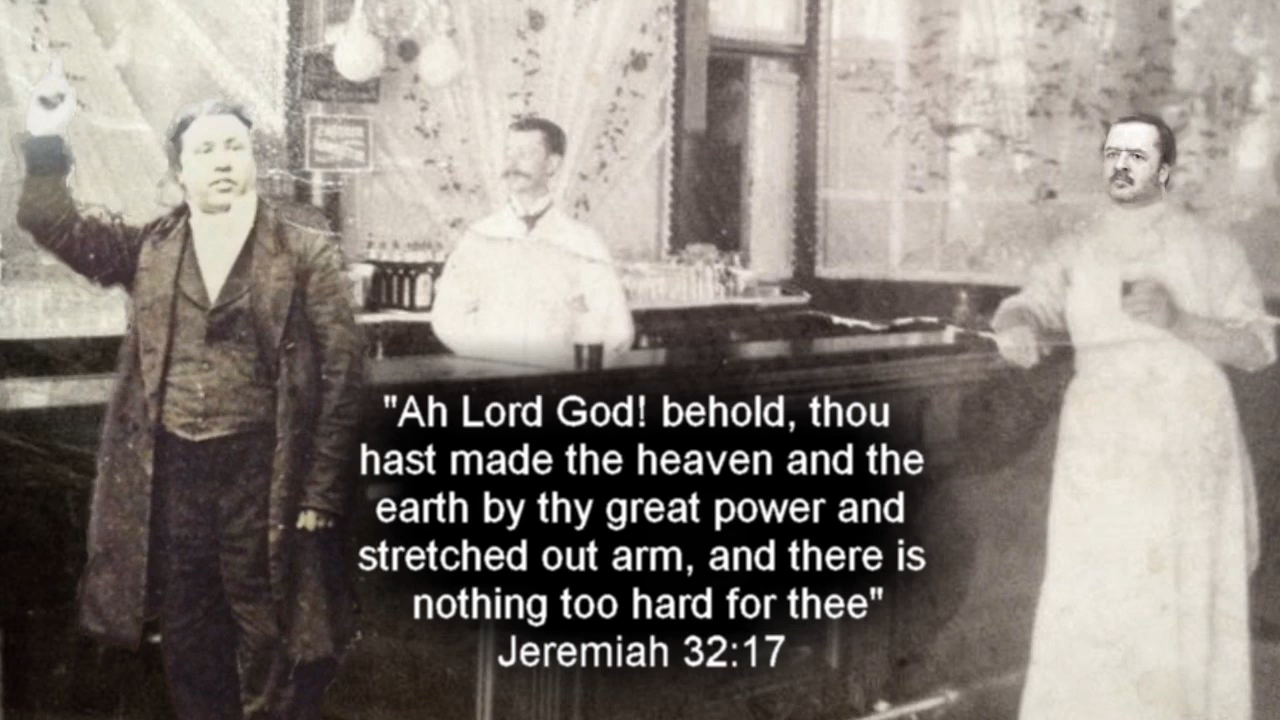 "Ah Lord God! behold, thou
hast made the heaven and the
earth by thy great power and
stretched out arm, and there is
nothing too hard for thee"
Jeremiah 32:17